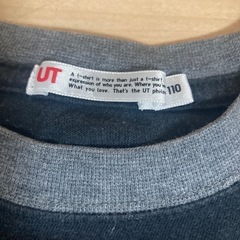 UT
A t-shirt is more than just a t-shirt
expression of who you are. Where you're
What you love. That's the UT philo
110